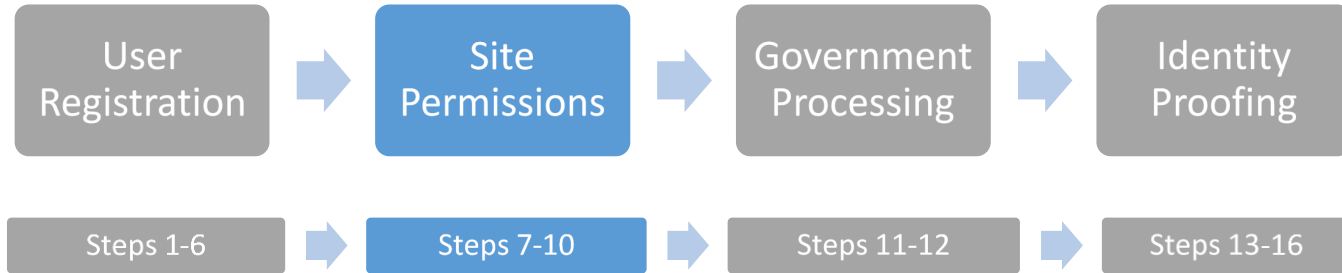 User
Registration
Site
Permissions
Government
Processing
Identity
Proofing
Steps 1-6
Steps 7-10
Steps 11-12
Steps 13-16